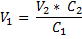 V₁ = V₂ * C₂ / C₁